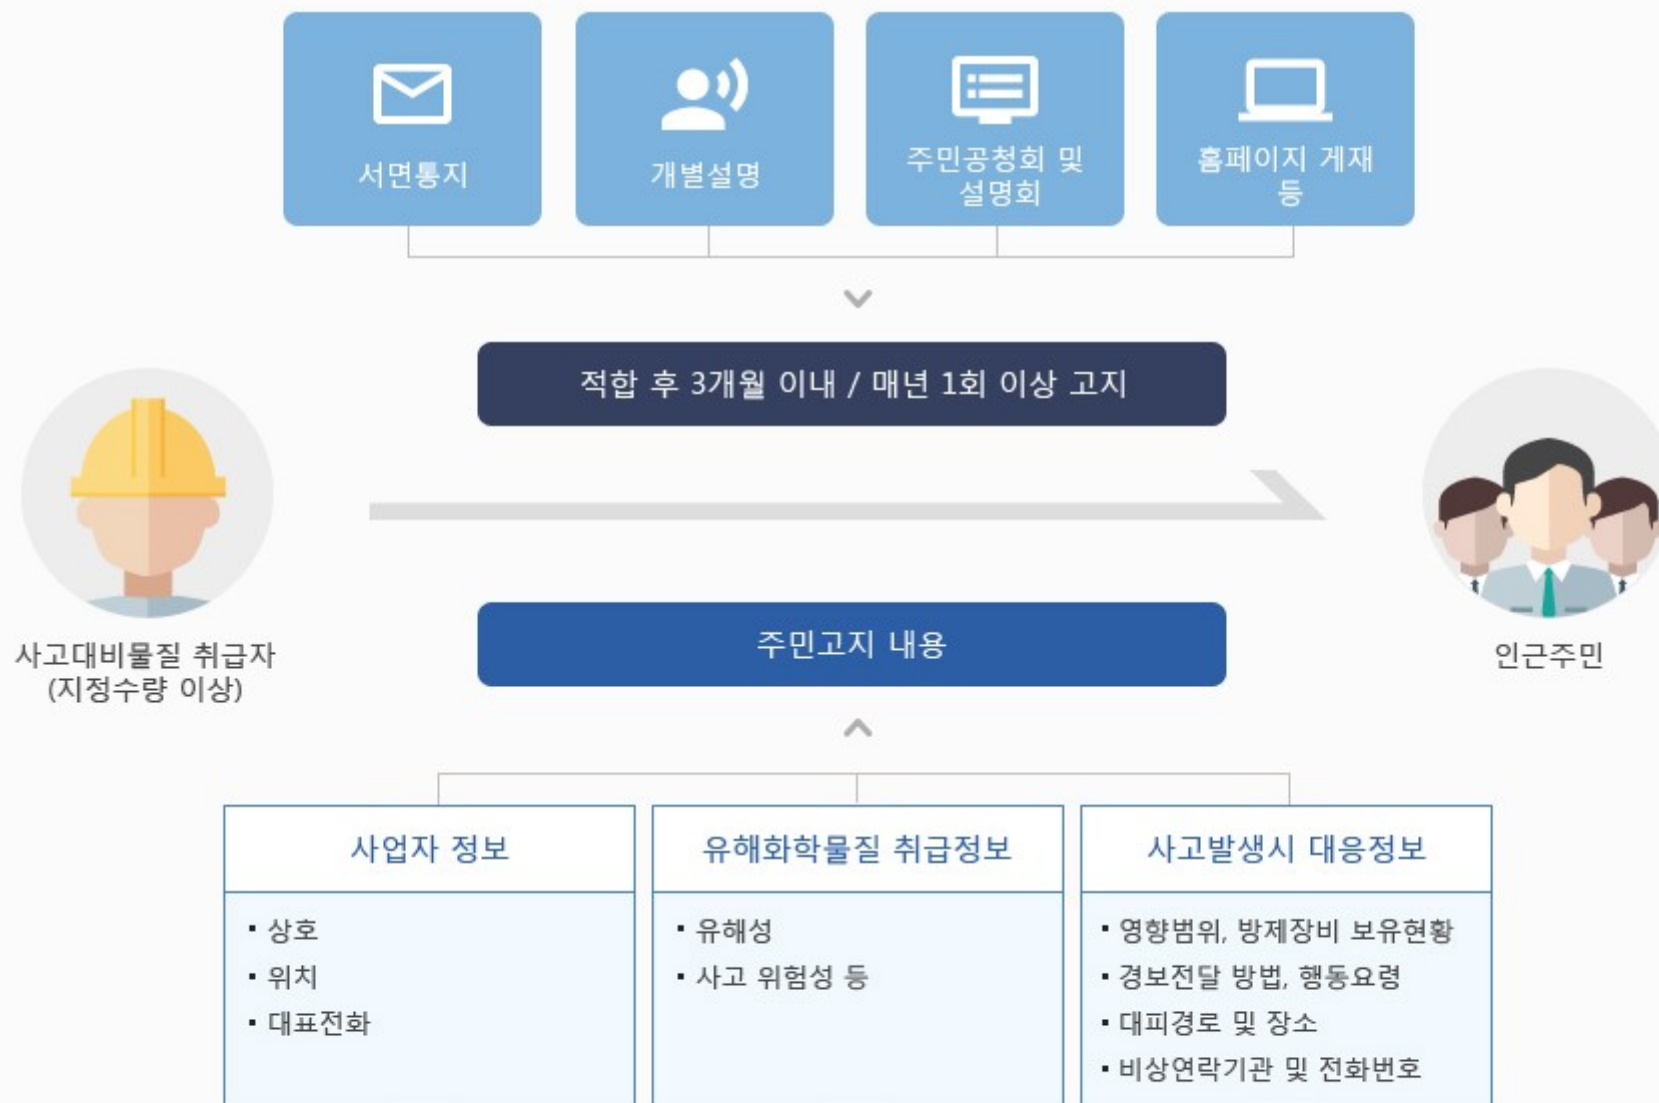 서면통지
개별설명
주민공청회 및
설명회
홈페이지 게재
등
적합 후 3개월 이내 / 매년 1회 이상 고지
사고대비물질 취급자
(지정수량 이상)
주민고지 내용
인근주민
사업자 정보
▪ 상호
▪ 위치
▪ 대표전화
유해화학물질 취급정보
▪ 유해성
▪ 사고 위험성 등
사고발생시 대응정보
▪ 영향범위, 방제장비 보유현황
▪ 경보전달 방법, 행동요령
▪ 대피경로 및 장소
▪ 비상연락기관 및 전화번호